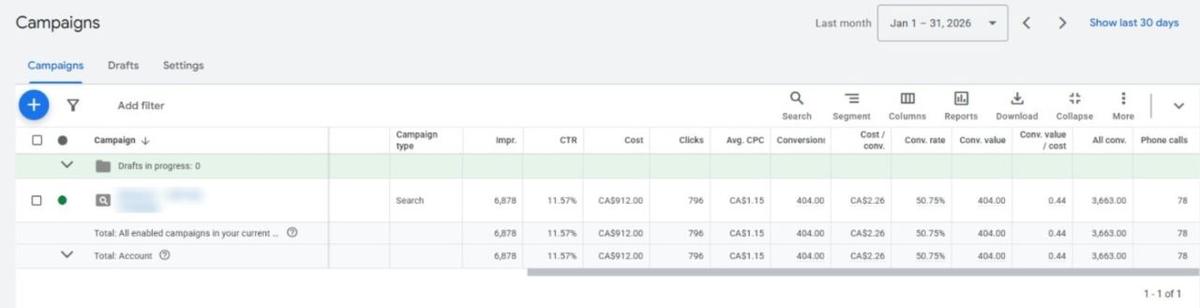 Campaigns
Last month Jan 1 – 31, 2026 Show last 30 days
Campaigns Drafts Settings
Add filter
Search Segment Columns Reports Download Collapse More
Campaign Campaign type Impr. CTR Cost Clicks Avg. CPC Conversions Cost / conv. Conv. rate Conv. value Conv. value / cost All conv. Phone calls
Drafts in progress: 0
Search 6,878 11.57% CA$912.00 796 CA$1.15 404.00 CA$2.26 50.75% 404.00 0.44 3,663.00 78
Total: All enabled campaigns in your current ... 6,878 11.57% CA$912.00 796 CA$1.15 404.00 CA$2.26 50.75% 404.00 0.44 3,663.00 78
Total: Account 6,878 11.57% CA$912.00 796 CA$1.15 404.00 CA$2.26 50.75% 404.00 0.44 3,663.00 78
1 - 1 of 1